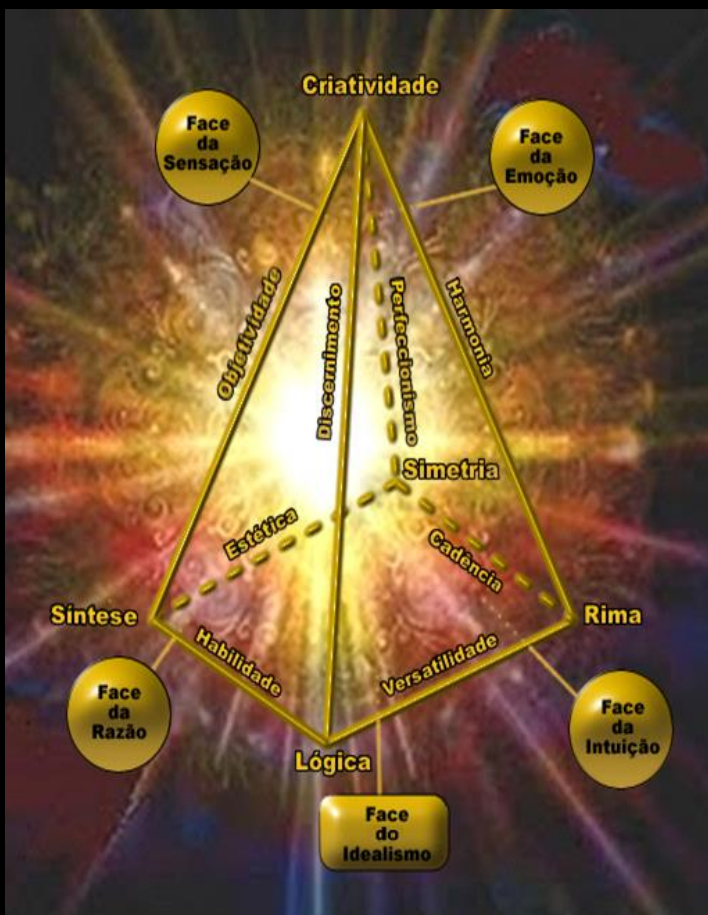 Criatividade
Face
da
Sensação
Face
da
Emoção
Objetividade
Discernimento
Perfeccionismo
Harmonia
Simetria
Estética
Cadência
Síntese
Rima
Habilidade
Versatilidade
Face
da
Razão
Face
da
Intuição
Lógica
Face
do
Idealismo